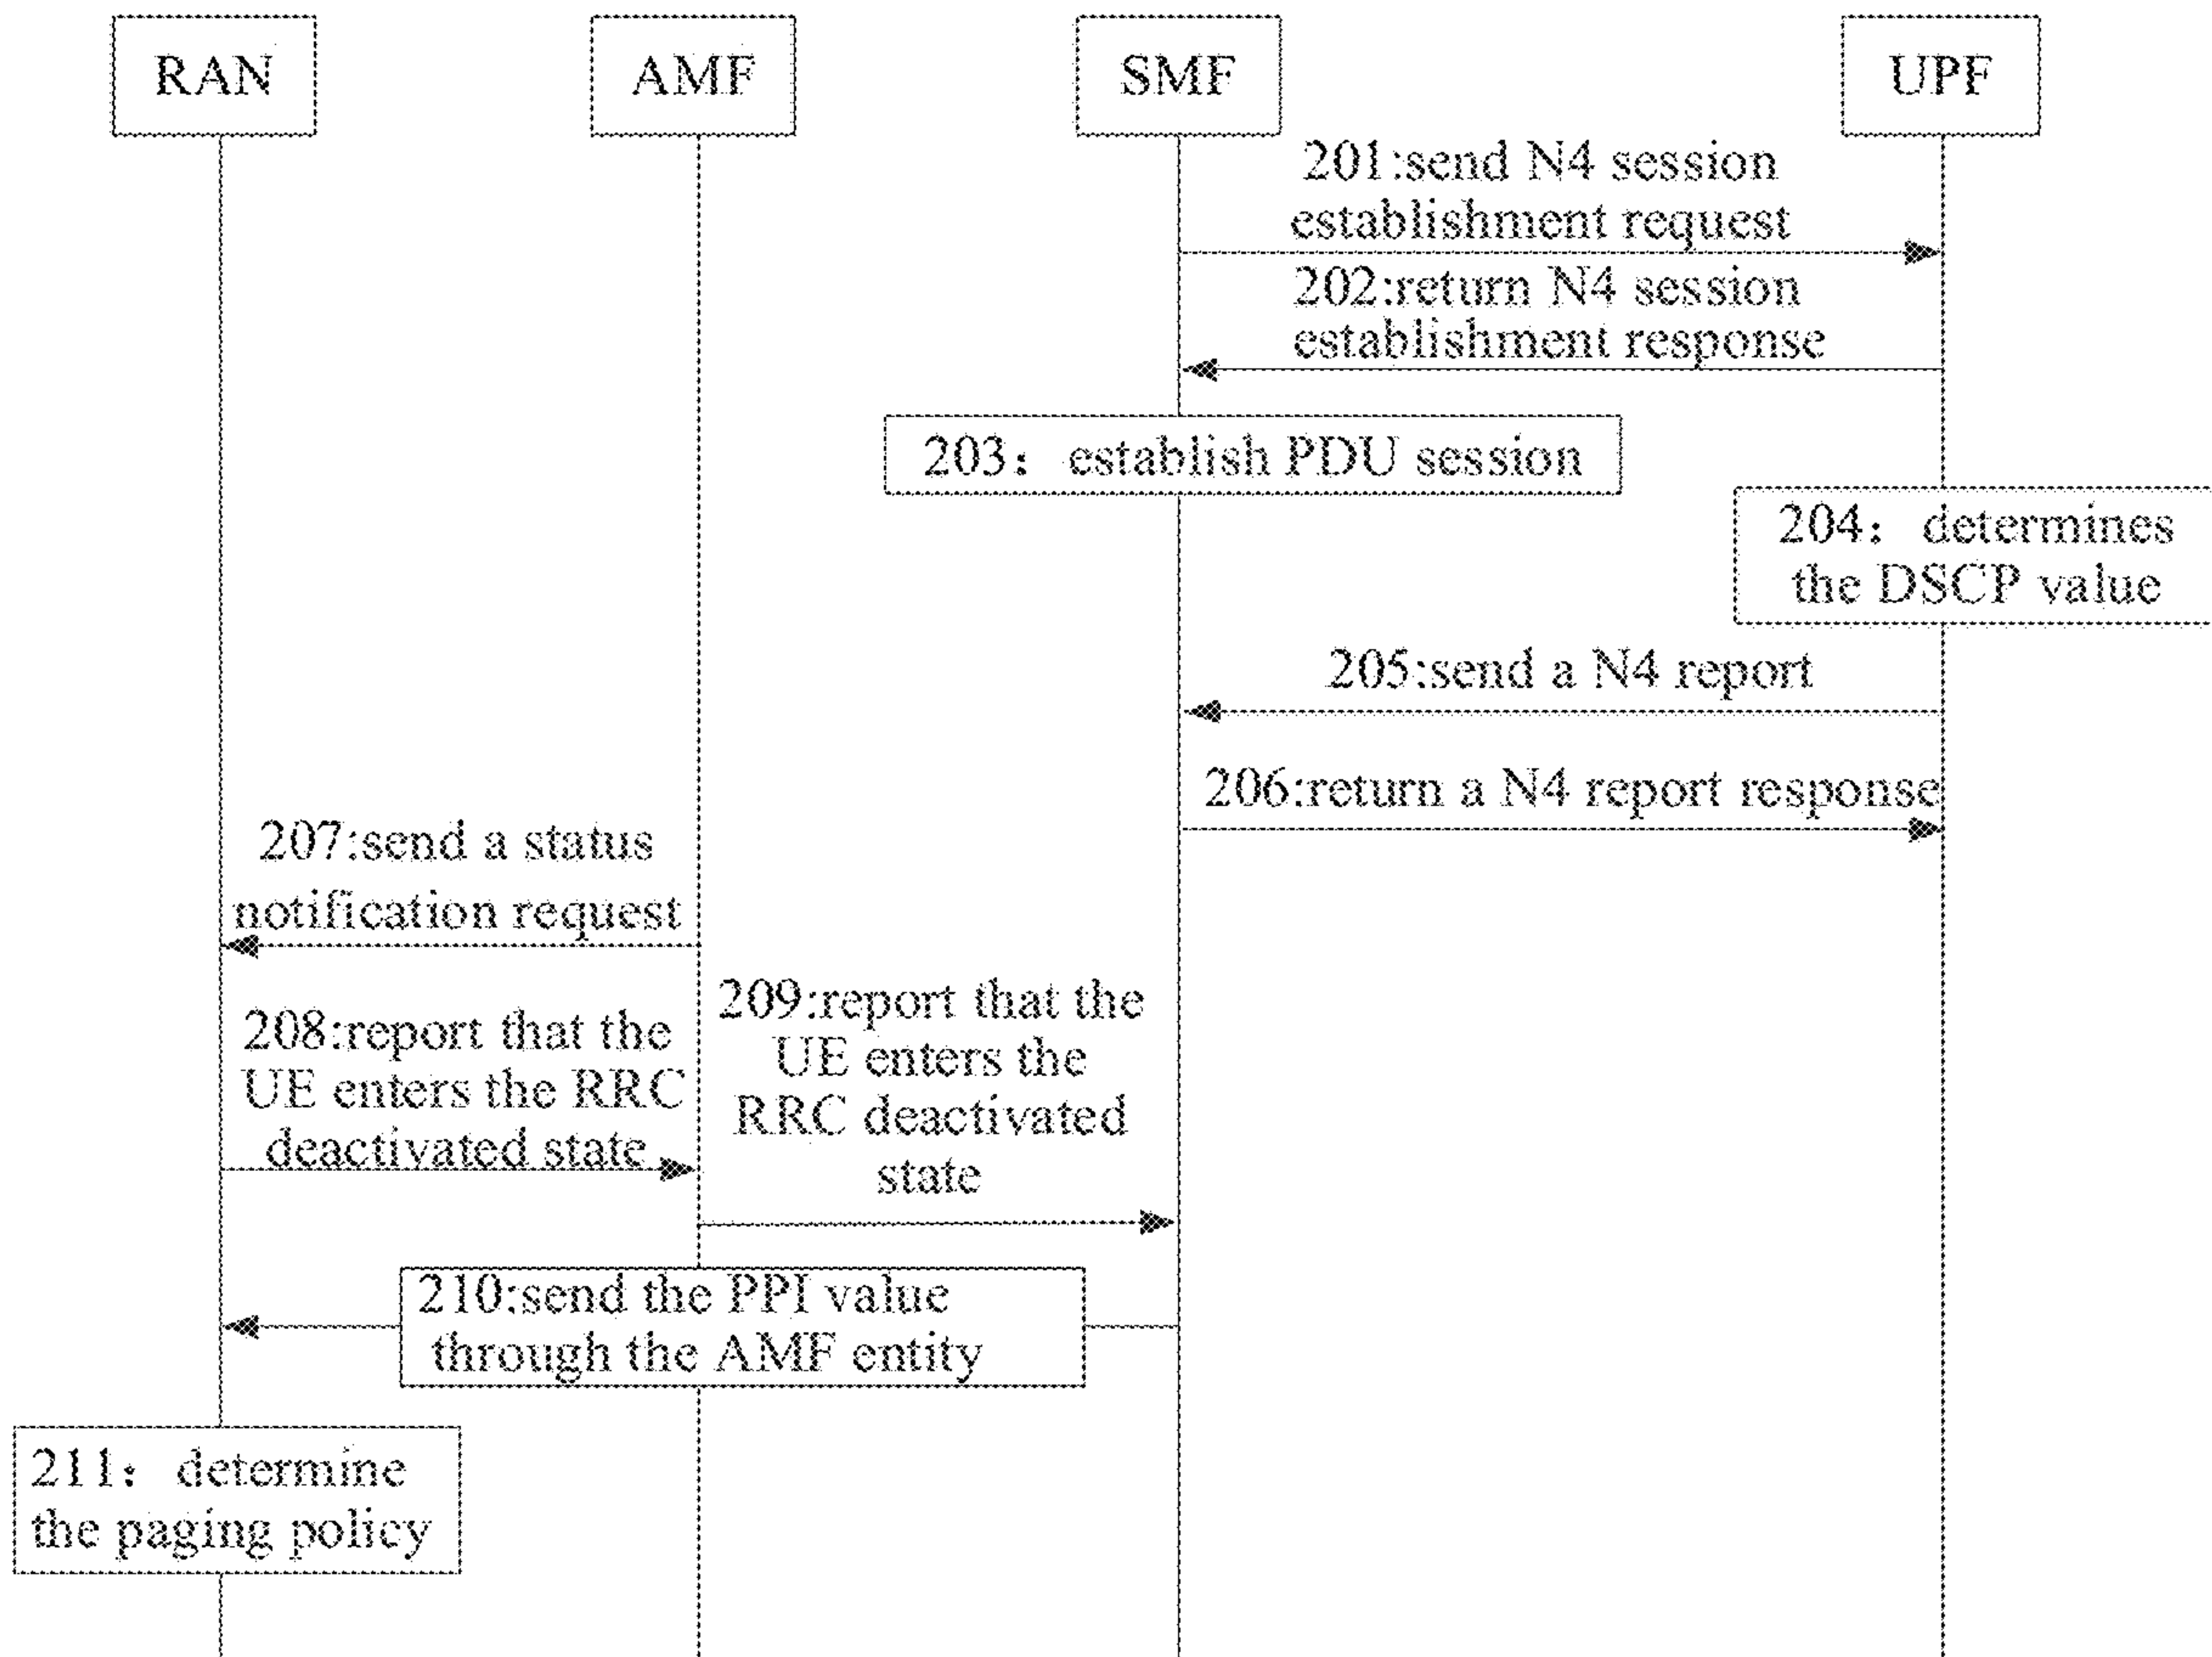 RAN
AMF
SMF
UPF
201:send N4 session
establishment request
202:return N4 session
establishment response
203: establish PDU session
204: determines
the DSCP value
205:send a N4 report
206:return a N4 report response
207:send a status
notification request
208:report that the
UE enters the RRC
deactivated state
209:report that the
UE enters the
RRC deactivated
state
210:send the PPI value
through the AMF entity
211: determine
the paging policy